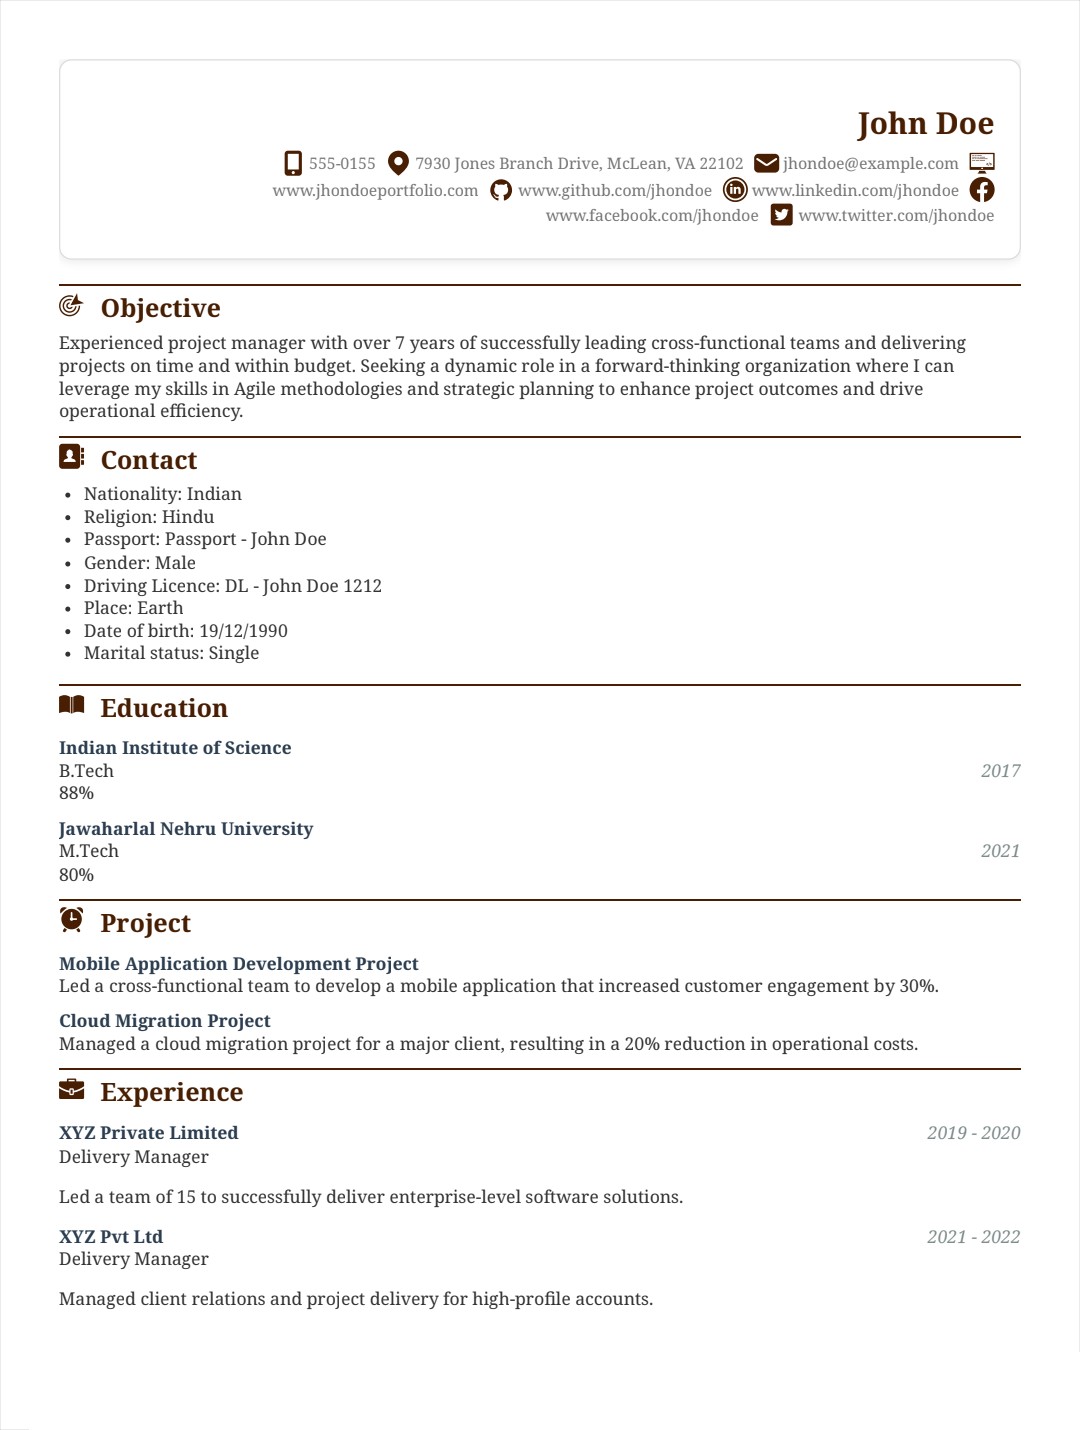 John Doe
555-0155 7930 Jones Branch Drive, McLean, VA 22102 jhondoe@example.com
www.jhondoeportfolio.com www.github.com/jhondoe www.linkedin.com/jhondoe
www.facebook.com/jhondoe www.twitter.com/jhondoe
Objective
Experienced project manager with over 7 years of successfully leading cross-functional teams and delivering
projects on time and within budget. Seeking a dynamic role in a forward-thinking organization where I can
leverage my skills in Agile methodologies and strategic planning to enhance project outcomes and drive
operational efficiency.
Contact
• Nationality: Indian
• Religion: Hindu
• Passport: Passport - John Doe
• Gender: Male
• Driving Licence: DL - John Doe 1212
• Place: Earth
• Date of birth: 19/12/1990
• Marital status: Single
Education
Indian Institute of Science
B.Tech 2017
88%
Jawaharlal Nehru University
M.Tech 2021
80%
Project
Mobile Application Development Project
Led a cross-functional team to develop a mobile application that increased customer engagement by 30%.
Cloud Migration Project
Managed a cloud migration project for a major client, resulting in a 20% reduction in operational costs.
Experience
XYZ Private Limited 2019 - 2020
Delivery Manager
Led a team of 15 to successfully deliver enterprise-level software solutions.
XYZ Pvt Ltd 2021 - 2022
Delivery Manager
Managed client relations and project delivery for high-profile accounts.